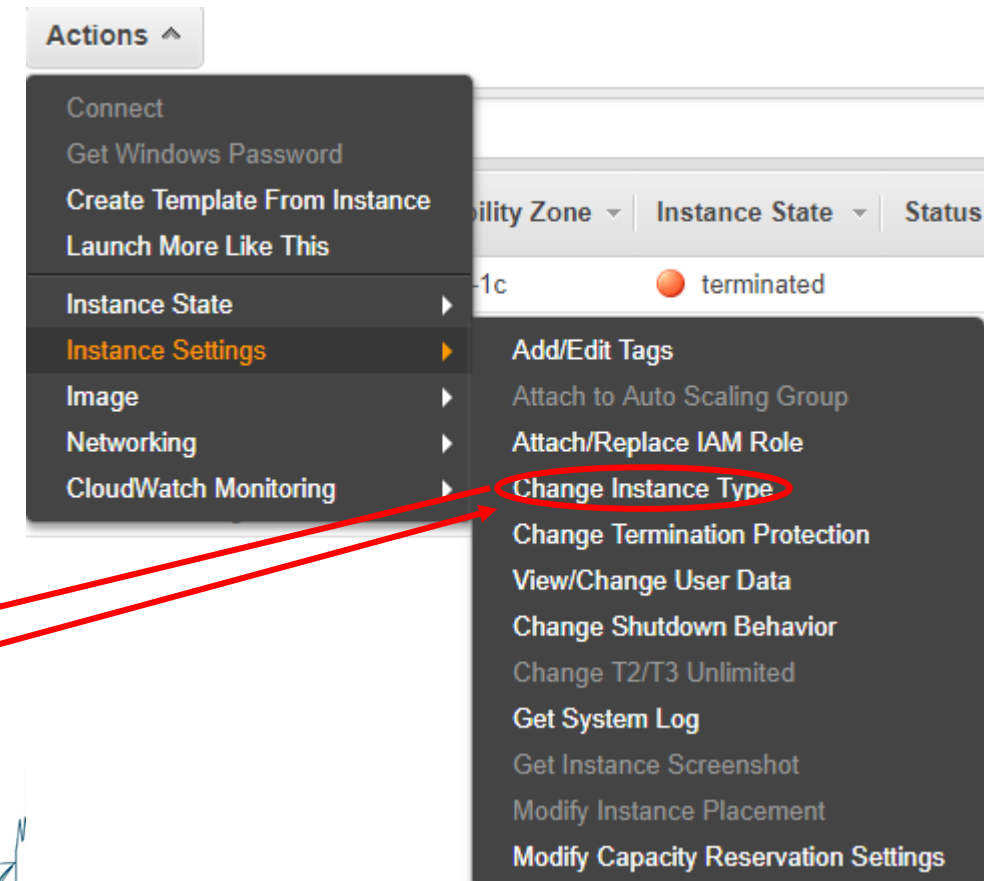 Actions
Connect
Get Windows Password
Create Template From Instance
Launch More Like This
Instance State
Instance Settings
Image
Networking
CloudWatch Monitoring
ility Zone
Instance State
Status
-1c
terminated
Add/Edit Tags
Attach to Auto Scaling Group
Attach/Replace IAM Role
Change Instance Type
Change Termination Protection
View/Change User Data
Change Shutdown Behavior
Change T2/T3 Unlimited
Get System Log
Get Instance Screenshot
Modify Instance Placement
Modify Capacity Reservation Settings